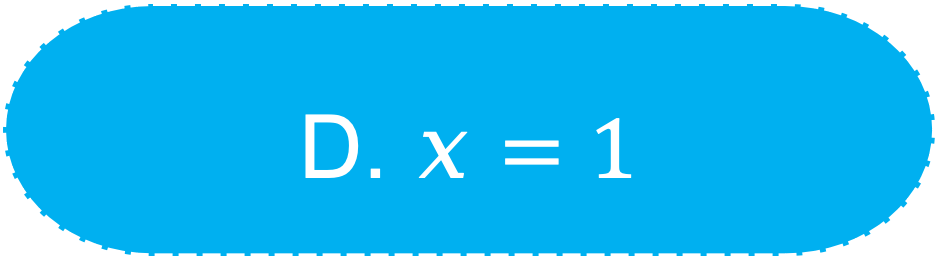 D. x = 1